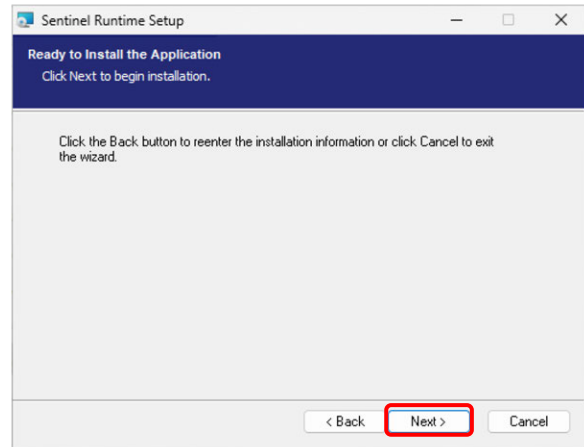 Sentinel Runtime Setup
Ready to Install the Application
Click Next to begin installation.
Click the Back button to reenter the installation information or click Cancel to exit
the wizard.
< Back Next > Cancel